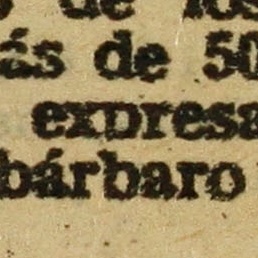 de los
ás de 50
expresa
bárbaro